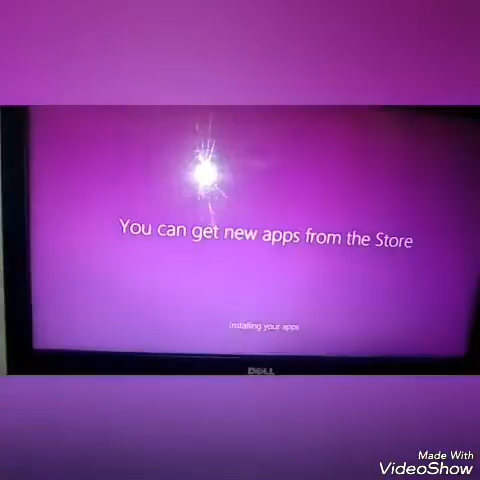 You can get new apps from the Store
Installing your apps
DELL
Made With
VideoShow